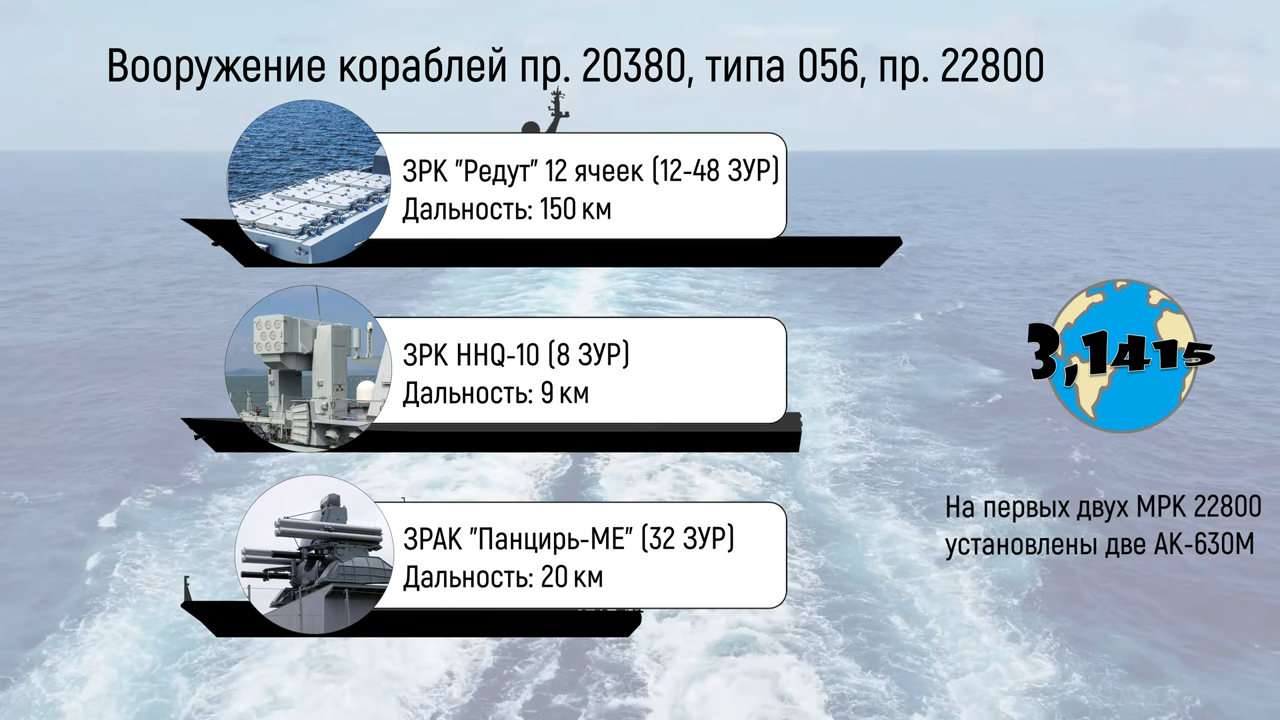 Вооружение кораблей пр. 20380, типа 056, пр. 22800
ЗРК "Редут" 12 ячеек (12-48 ЗУР)
Дальность: 150 км
ЗРК HHQ-10 (8 ЗУР)
Дальность: 9 км
3,1415
ЗРАК "Панцирь-МЕ" (32 ЗУР)
Дальность: 20 км
На первых двух МРК 22800
установлены две АК-630М